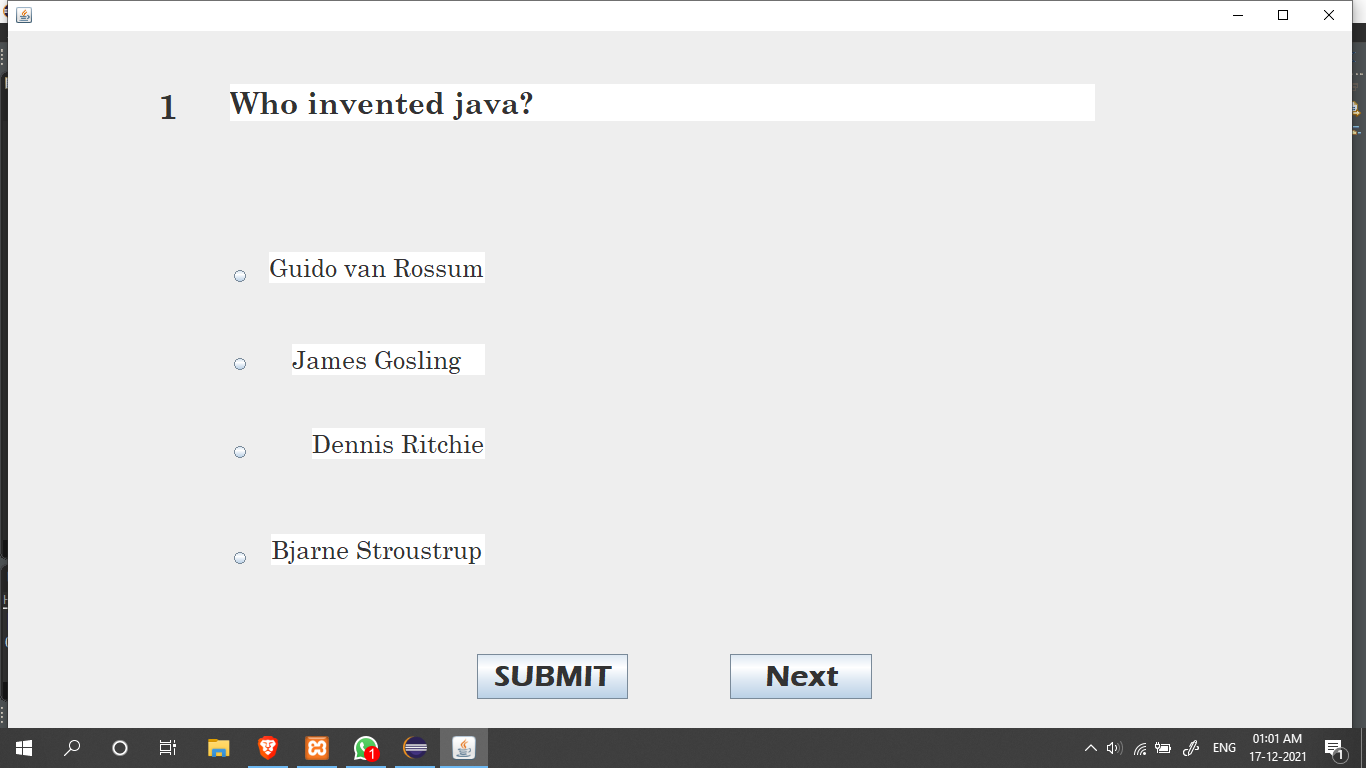 1 Who invented java?
Guido van Rossum
James Gosling
Dennis Ritchie
Bjarne Stroustrup
SUBMIT Next
1
ENG
01:01 AM
17-12-2021
1